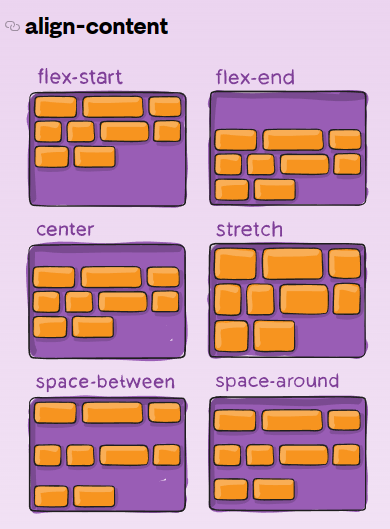 align-content
flex-start
flex-end
center
stretch
space-between
space-around